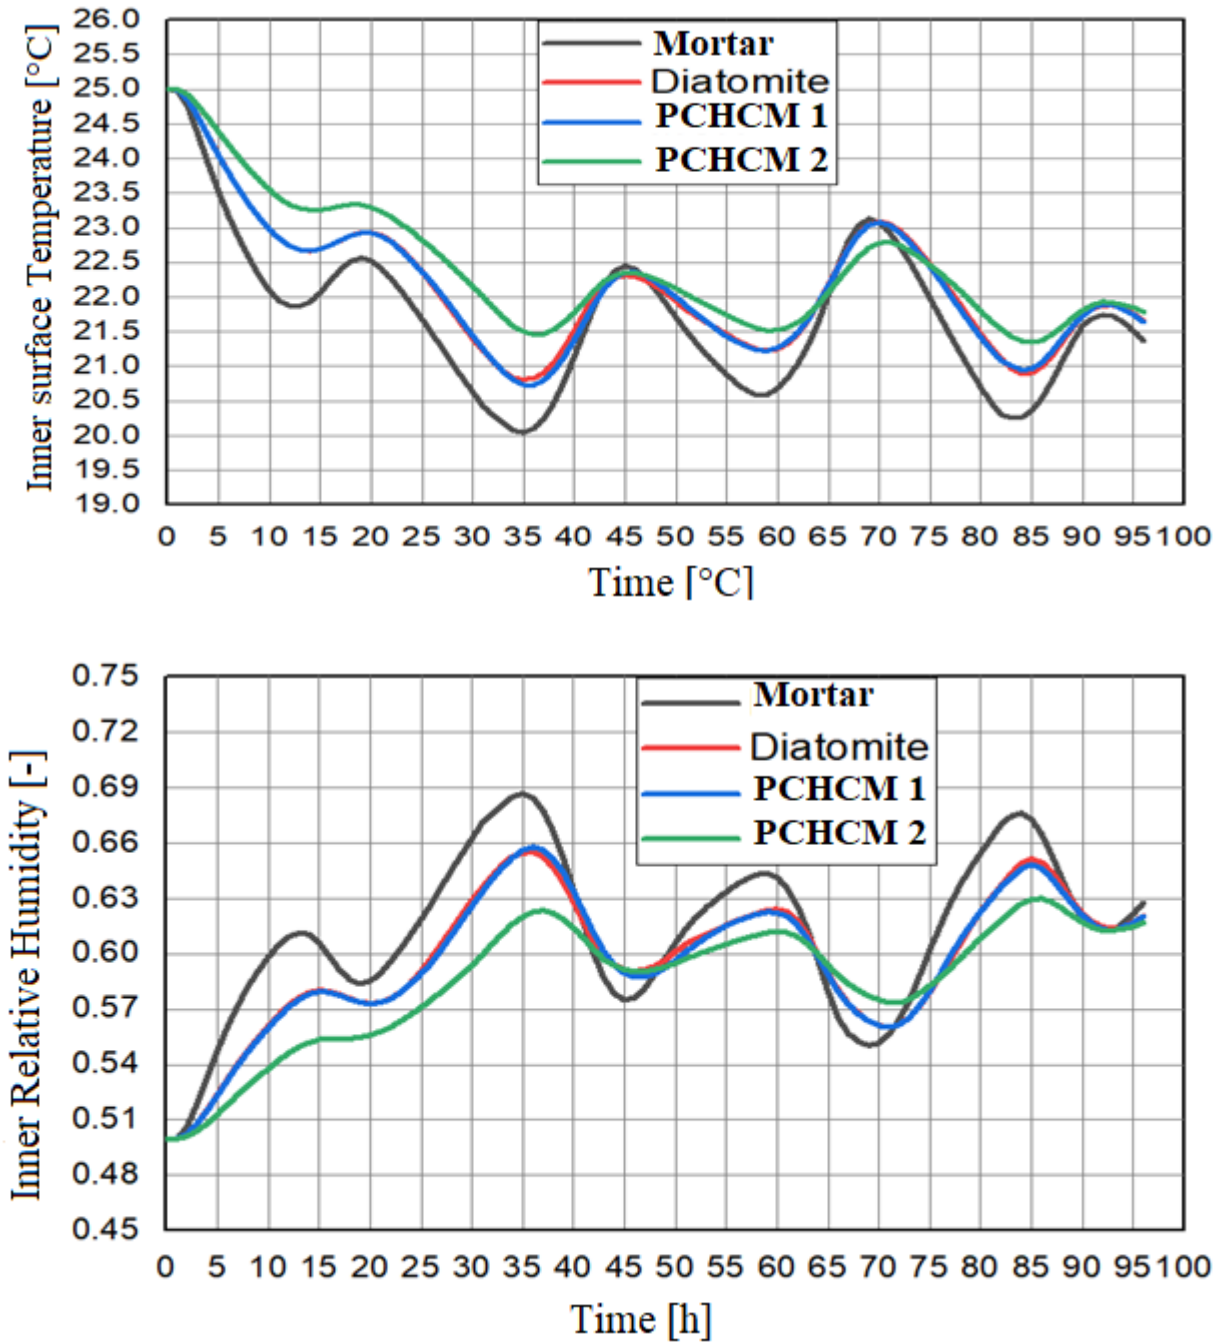 Inner surface Temperature [°C]
26.0
25.5
25.0
24.5
24.0
23.5
23.0
22.5
22.0
21.5
21.0
20.5
20.0
19.5
19.0
Mortar
Diatomite
PCHCM 1
PCHCM 2
0 5 10 15 20 25 30 35 40 45 50 55 60 65 70 75 80 85 90 95 100
Time [°C]
Inner Relative Humidity [-]
0.75
0.72
0.69
0.66
0.63
0.60
0.57
0.54
0.51
0.48
0.45
Mortar
Diatomite
PCHCM 1
PCHCM 2
0 5 10 15 20 25 30 35 40 45 50 55 60 65 70 75 80 85 90 95 100
Time [h]